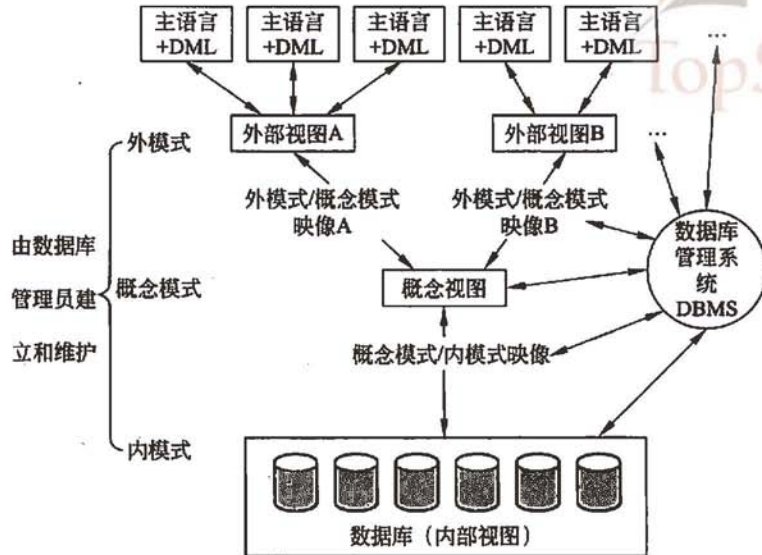 主语言 主语言 主语言 主语言 主语言
+DML +DML +DML +DML +DML
...
TopS
外模式
外部视图A
外部视图B
...
外模式/概念模式
映像A
外模式/概念模式
映像B
数据库
管理系
统
DBMS
由数据库
管理员建
立和维护
概念模式
概念视图
概念模式/内模式映像
内模式
数据库（内部视图）